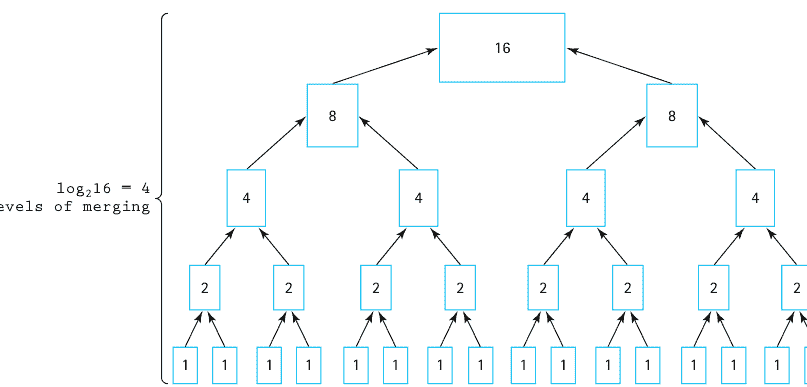 16
8 8
log₂16 = 4
evels of merging
4 4 4 4
2 2 2 2 2 2 2 2
1 1 1 1 1 1 1 1 1 1 1 1 1 1 1